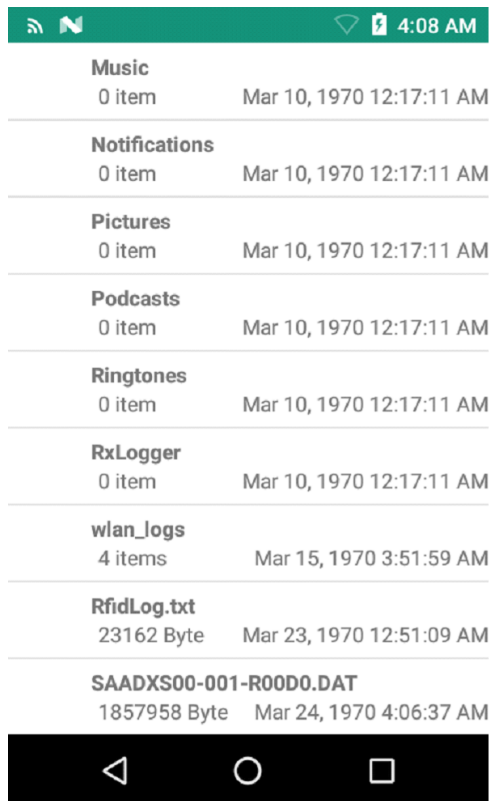 4:08 AM
Music
0 item Mar 10, 1970 12:17:11 AM
Notifications
0 item Mar 10, 1970 12:17:11 AM
Pictures
0 item Mar 10, 1970 12:17:11 AM
Podcasts
0 item Mar 10, 1970 12:17:11 AM
Ringtones
0 item Mar 10, 1970 12:17:11 AM
RxLogger
0 item Mar 10, 1970 12:17:11 AM
wlan_logs
4 items Mar 15, 1970 3:51:59 AM
RfidLog.txt
23162 Byte Mar 23, 1970 12:51:09 AM
SAADXS00-001-R00D0.DAT
1857958 Byte Mar 24, 1970 4:06:37 AM